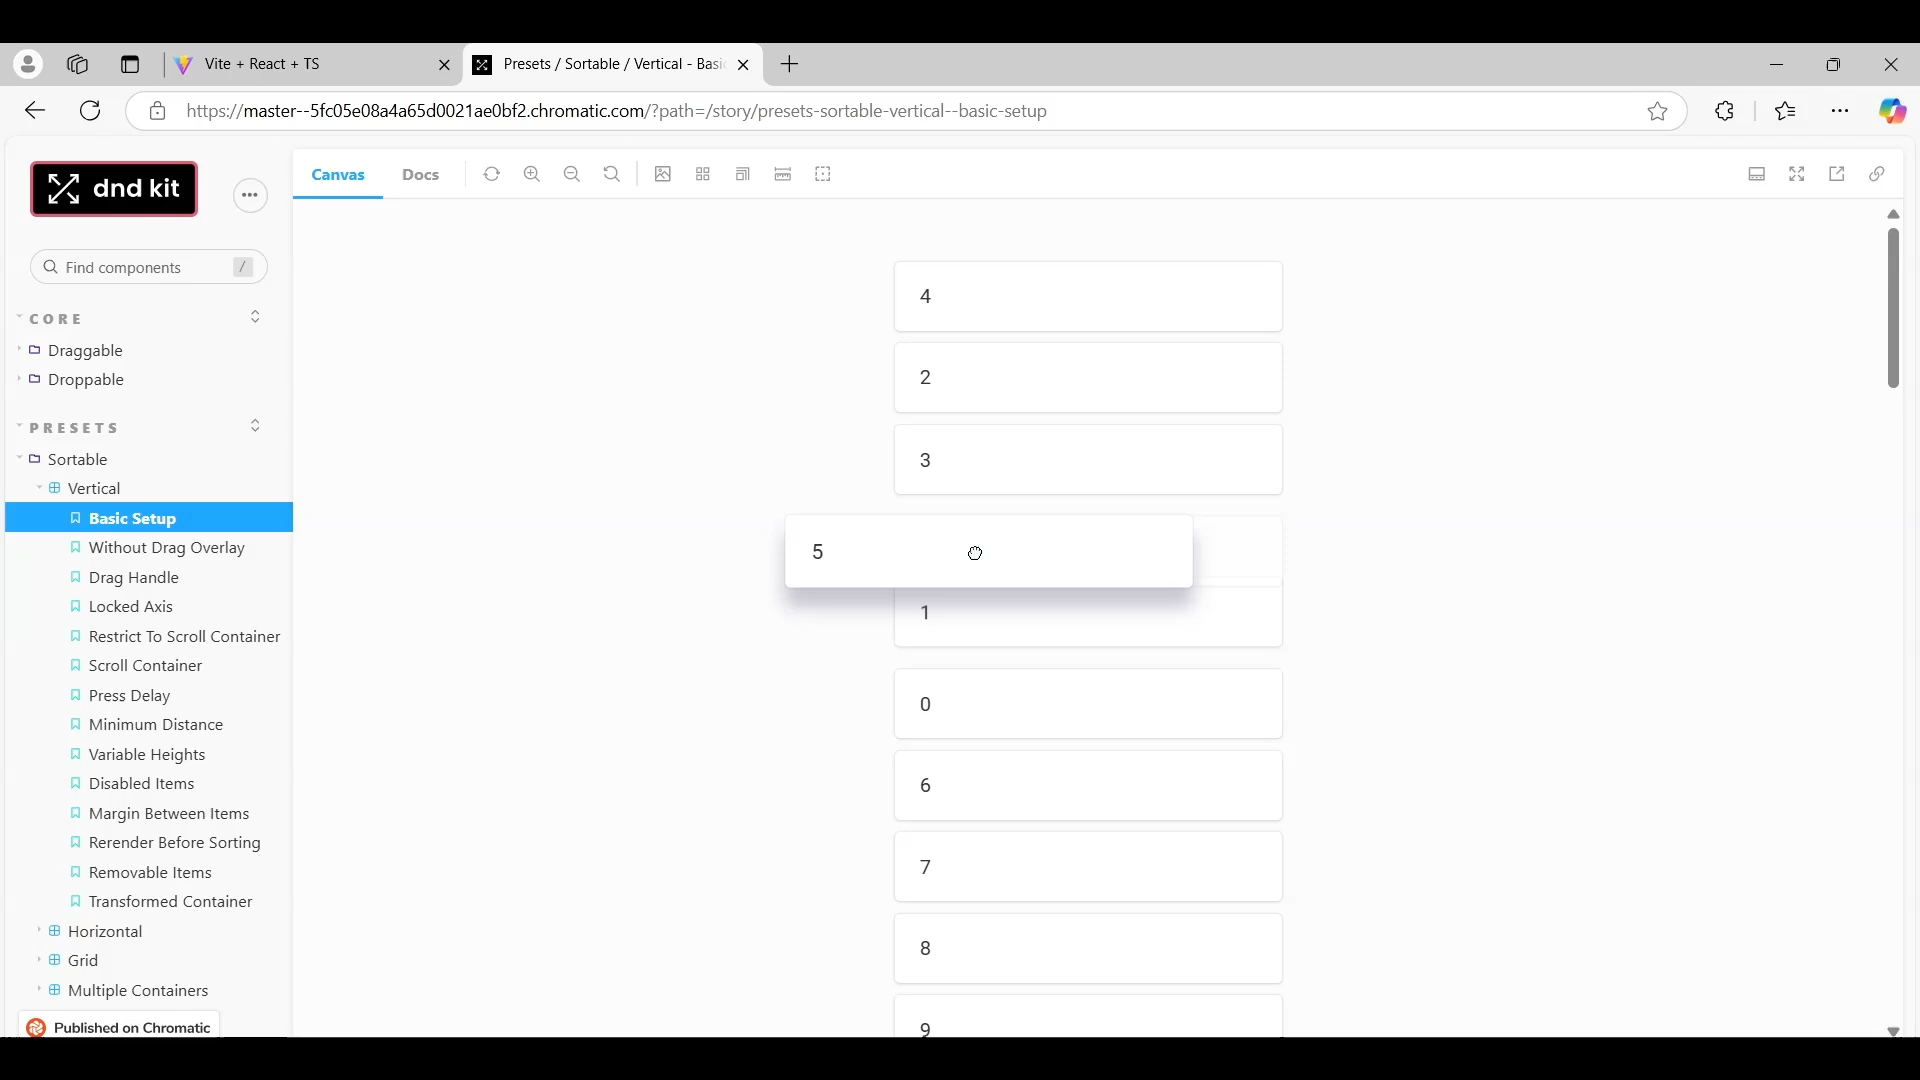 Vite + React + TS
Presets / Sortable / Vertical - Basic
https://master--5fc05e08a4a65d0021ae0bf2.chromatic.com/?path=/story/presets-sortable-vertical--basic-setup
dnd kit
Canvas
Docs
Find components /
CORE
Draggable
Droppable
PRESETS
Sortable
Vertical
Basic Setup
Without Drag Overlay
Drag Handle
Locked Axis
Restrict To Scroll Container
Scroll Container
Press Delay
Minimum Distance
Variable Heights
Disabled Items
Margin Between Items
Rerender Before Sorting
Removable Items
Transformed Container
Horizontal
Grid
Multiple Containers
Published on Chromatic
4
2
3
5
1
0
6
7
8
9